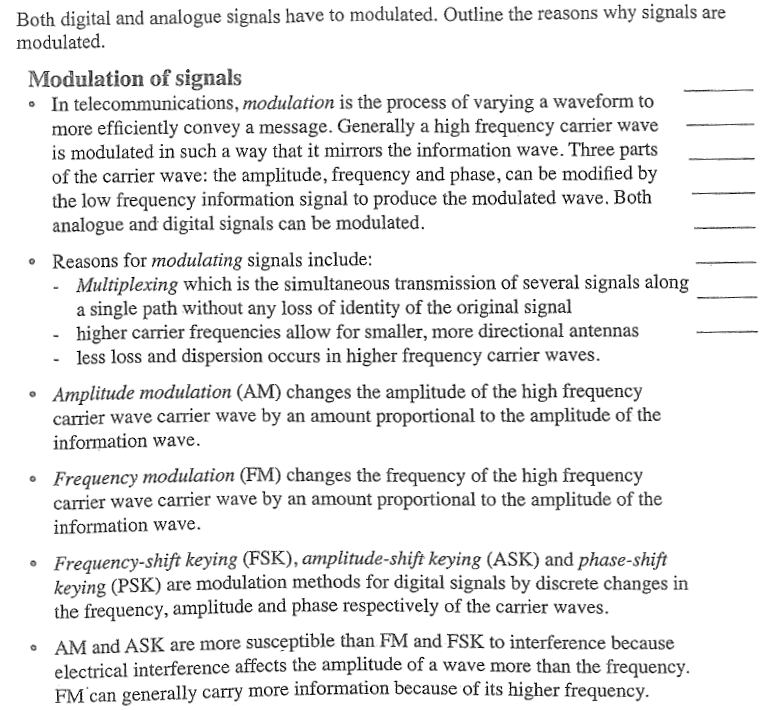 Both digital and analogue signals have to modulated. Outline the reasons why signals are
modulated.
Modulation of signals
• In telecommunications, modulation is the process of varying a waveform to
more efficiently convey a message. Generally a high frequency carrier wave
is modulated in such a way that it mirrors the information wave. Three parts
of the carrier wave: the amplitude, frequency and phase, can be modified by
the low frequency information signal to produce the modulated wave. Both
analogue and digital signals can be modulated.
• Reasons for modulating signals include:
- Multiplexing which is the simultaneous transmission of several signals along
a single path without any loss of identity of the original signal
- higher carrier frequencies allow for smaller, more directional antennas
- less loss and dispersion occurs in higher frequency carrier waves.
• Amplitude modulation (AM) changes the amplitude of the high frequency
carrier wave carrier wave by an amount proportional to the amplitude of the
information wave.
• Frequency modulation (FM) changes the frequency of the high frequency
carrier wave carrier wave by an amount proportional to the amplitude of the
information wave.
• Frequency-shift keying (FSK), amplitude-shift keying (ASK) and phase-shift
keying (PSK) are modulation methods for digital signals by discrete changes in
the frequency, amplitude and phase respectively of the carrier waves.
• AM and ASK are more susceptible than FM and FSK to interference because
electrical interference affects the amplitude of a wave more than the frequency.
FM can generally carry more information because of its higher frequency.